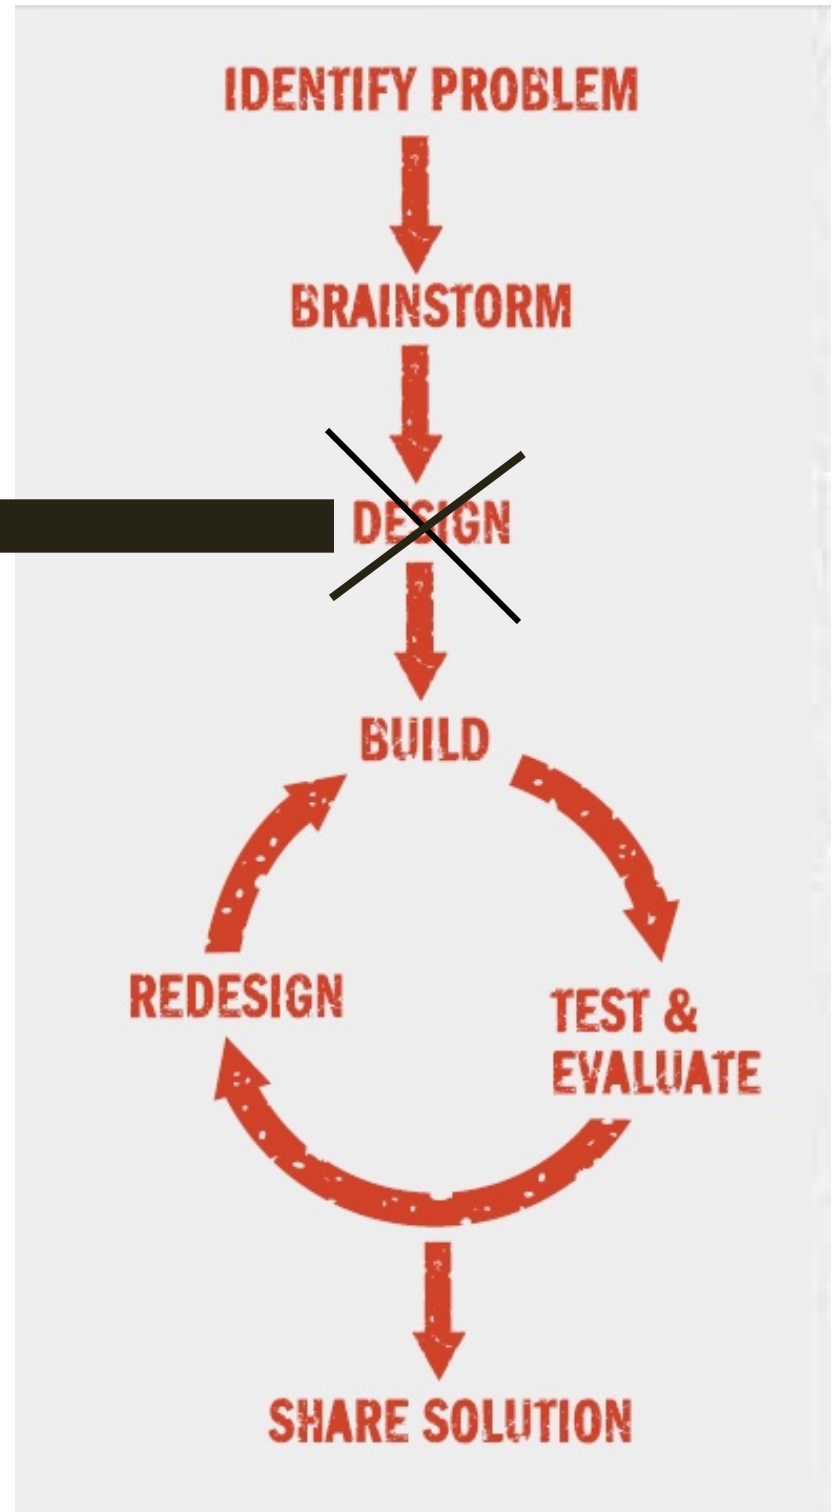 IDENTIFY PROBLEM
BRAINSTORM
DESIGN
BUILD
REDESIGN
TEST &
EVALUATE
SHARE SOLUTION